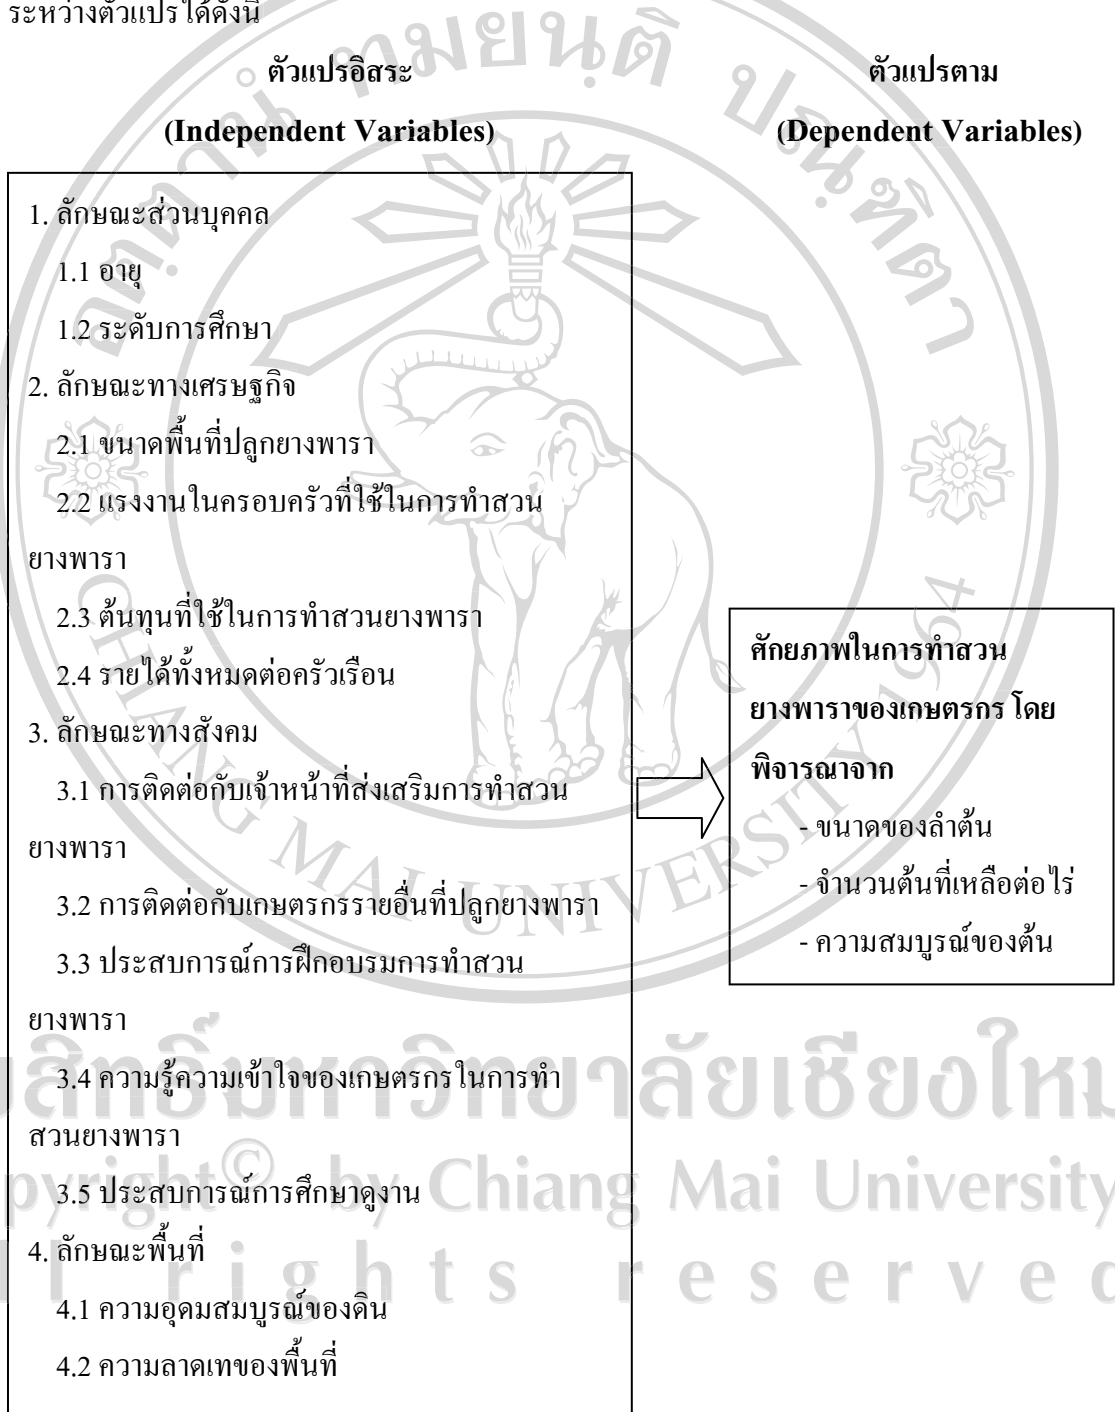 ระหว่างตัวแปรได้ดังนี้
ตัวแปรอิสระ
(Independent Variables)
ตัวแปรตาม
(Dependent Variables)
1. ลักษณะส่วนบุคคล
1.1 อายุ
1.2 ระดับการศึกษา
2. ลักษณะทางเศรษฐกิจ
2.1 ขนาดพื้นที่ปลูกยางพารา
2.2 แรงงานในครอบครัวที่ใช้ในการทำสวน
ยางพารา
2.3 ต้นทุนที่ใช้ในการทำสวนยางพารา
2.4 รายได้ทั้งหมดต่อครัวเรือน
3. ลักษณะทางสังคม
3.1 การติดต่อกับเจ้าหน้าที่ส่งเสริมการทำสวน
ยางพารา
3.2 การติดต่อกับเกษตรกรรายอื่นที่ปลูกยางพารา
3.3 ประสบการณ์การฝึกอบรมการทำสวน
ยางพารา
3.4 ความรู้ความเข้าใจของเกษตรกรในการทำ
สวนยางพารา
3.5 ประสบการณ์การศึกษาดูงาน
4. ลักษณะพื้นที่
4.1 ความอุดมสมบูรณ์ของดิน
4.2 ความลาดเทของพื้นที่
ศักยภาพในการทำสวน
ยางพาราของเกษตรกร โดย
พิจารณาจาก
- ขนาดของลำต้น
- จำนวนต้นที่เหลือต่อไร่
- ความสมบูรณ์ของต้น
CHIANG MAI UNIVERSITY 1964
สิทธิ์มหาวิทยาลัยเชียงใหม
pyright© by Chiang Mai University
l rights reserved